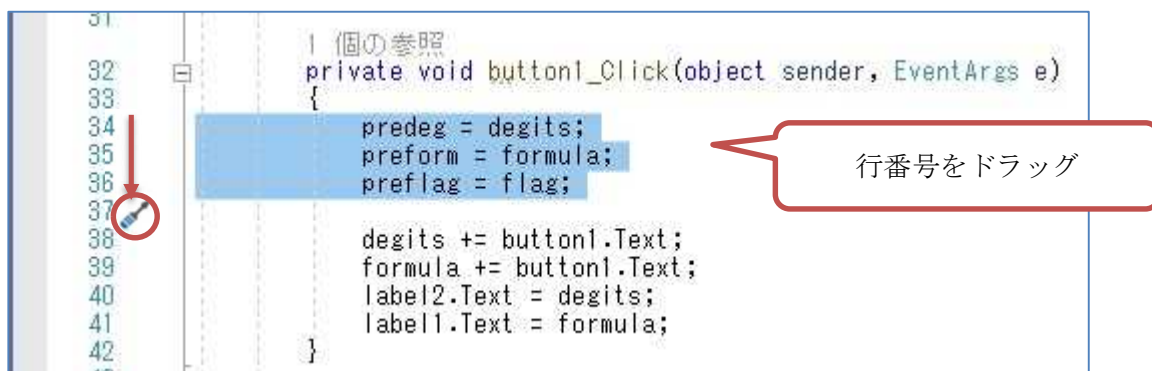 31
1 個の参照
32 private void button1_Click(object sender, EventArgs e)
33 {
34 predeg = degits;
35 preform = formula;
36 preflag = flag;
行番号をドラッグ
37
38 degits += button1.Text;
39 formula += button1.Text;
40 label2.Text = degits;
41 label1.Text = formula;
42 }